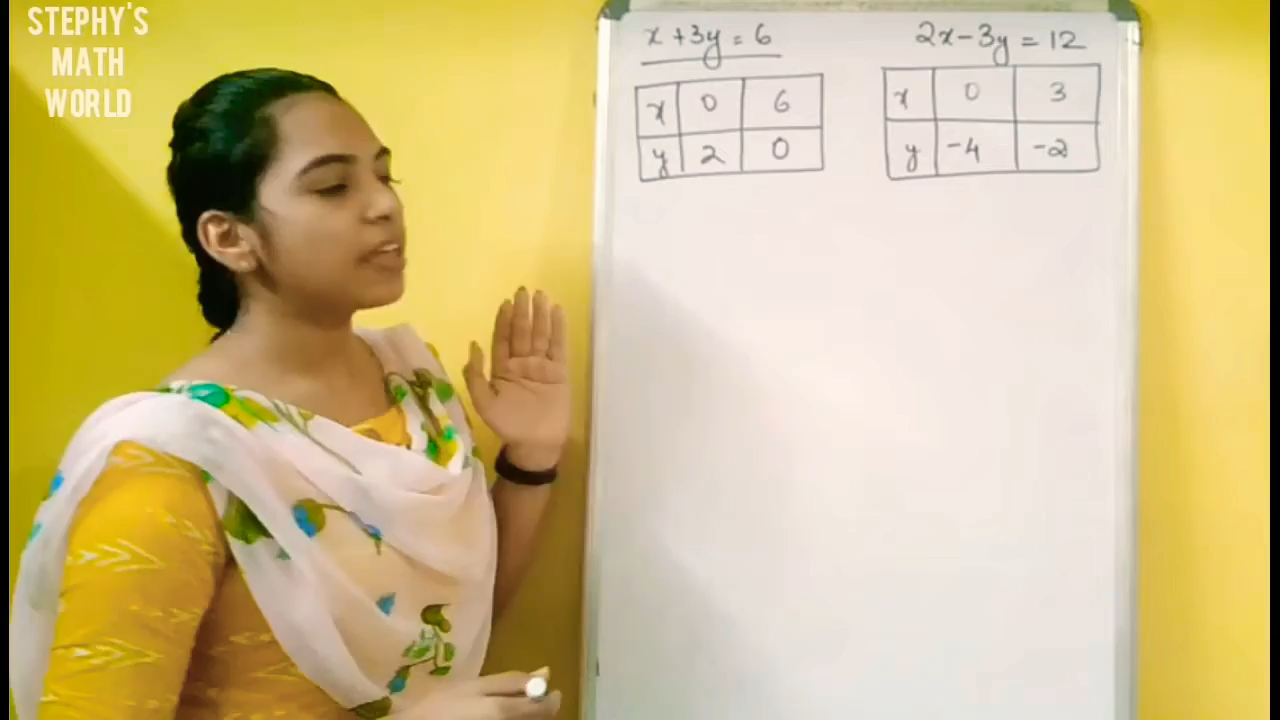 STEPHY'S
MATH
WORLD
x + 3y = 6
x 0 6
y 2 0
2x - 3y = 12
x 0 3
y -4 -2